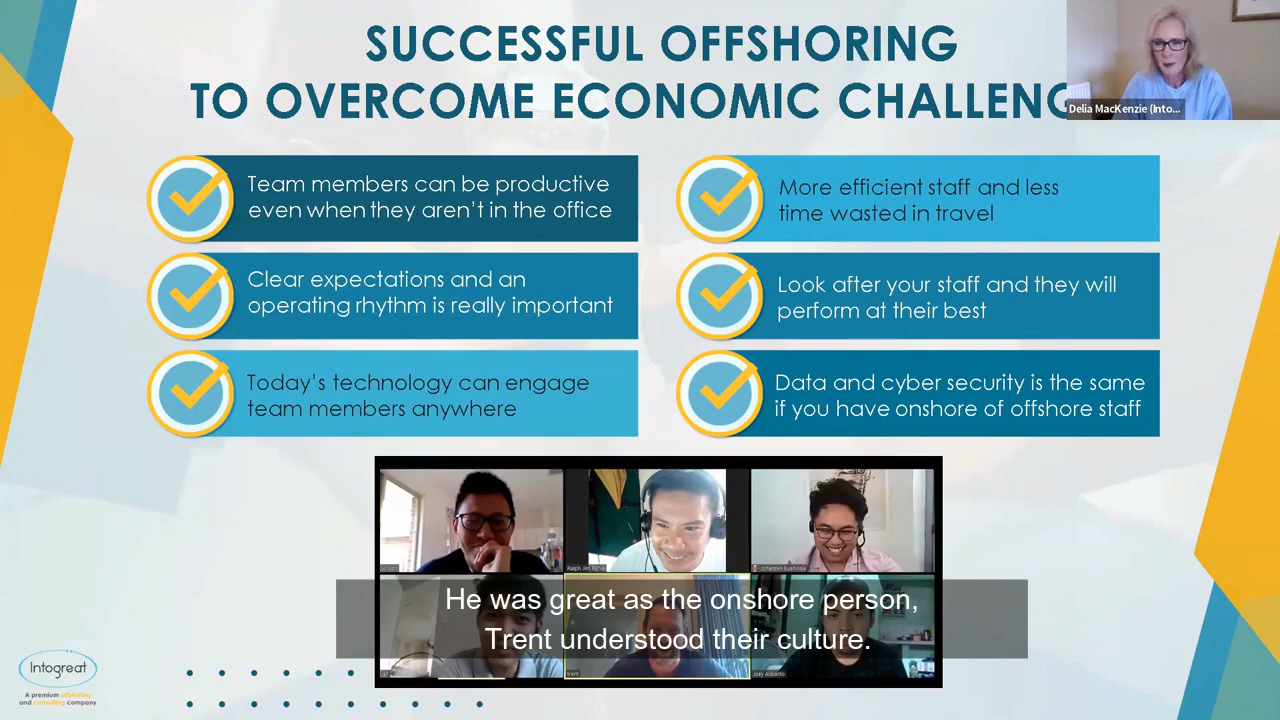 SUCCESSFUL OFFSHORING
TO OVERCOME ECONOMIC CHALLENG
Delia MacKenzie (Into...
Team members can be productive
even when they aren't in the office
More efficient staff and less
time wasted in travel
Clear expectations and an
operating rhythm is really important
Look after your staff and they will
perform at their best
Today's technology can engage
team members anywhere
Data and cyber security is the same
if you have onshore of offshore staff
He was great as the onshore person,
Trent understood their culture.
trent
Intogreat
A premium offshoring
and consulting company